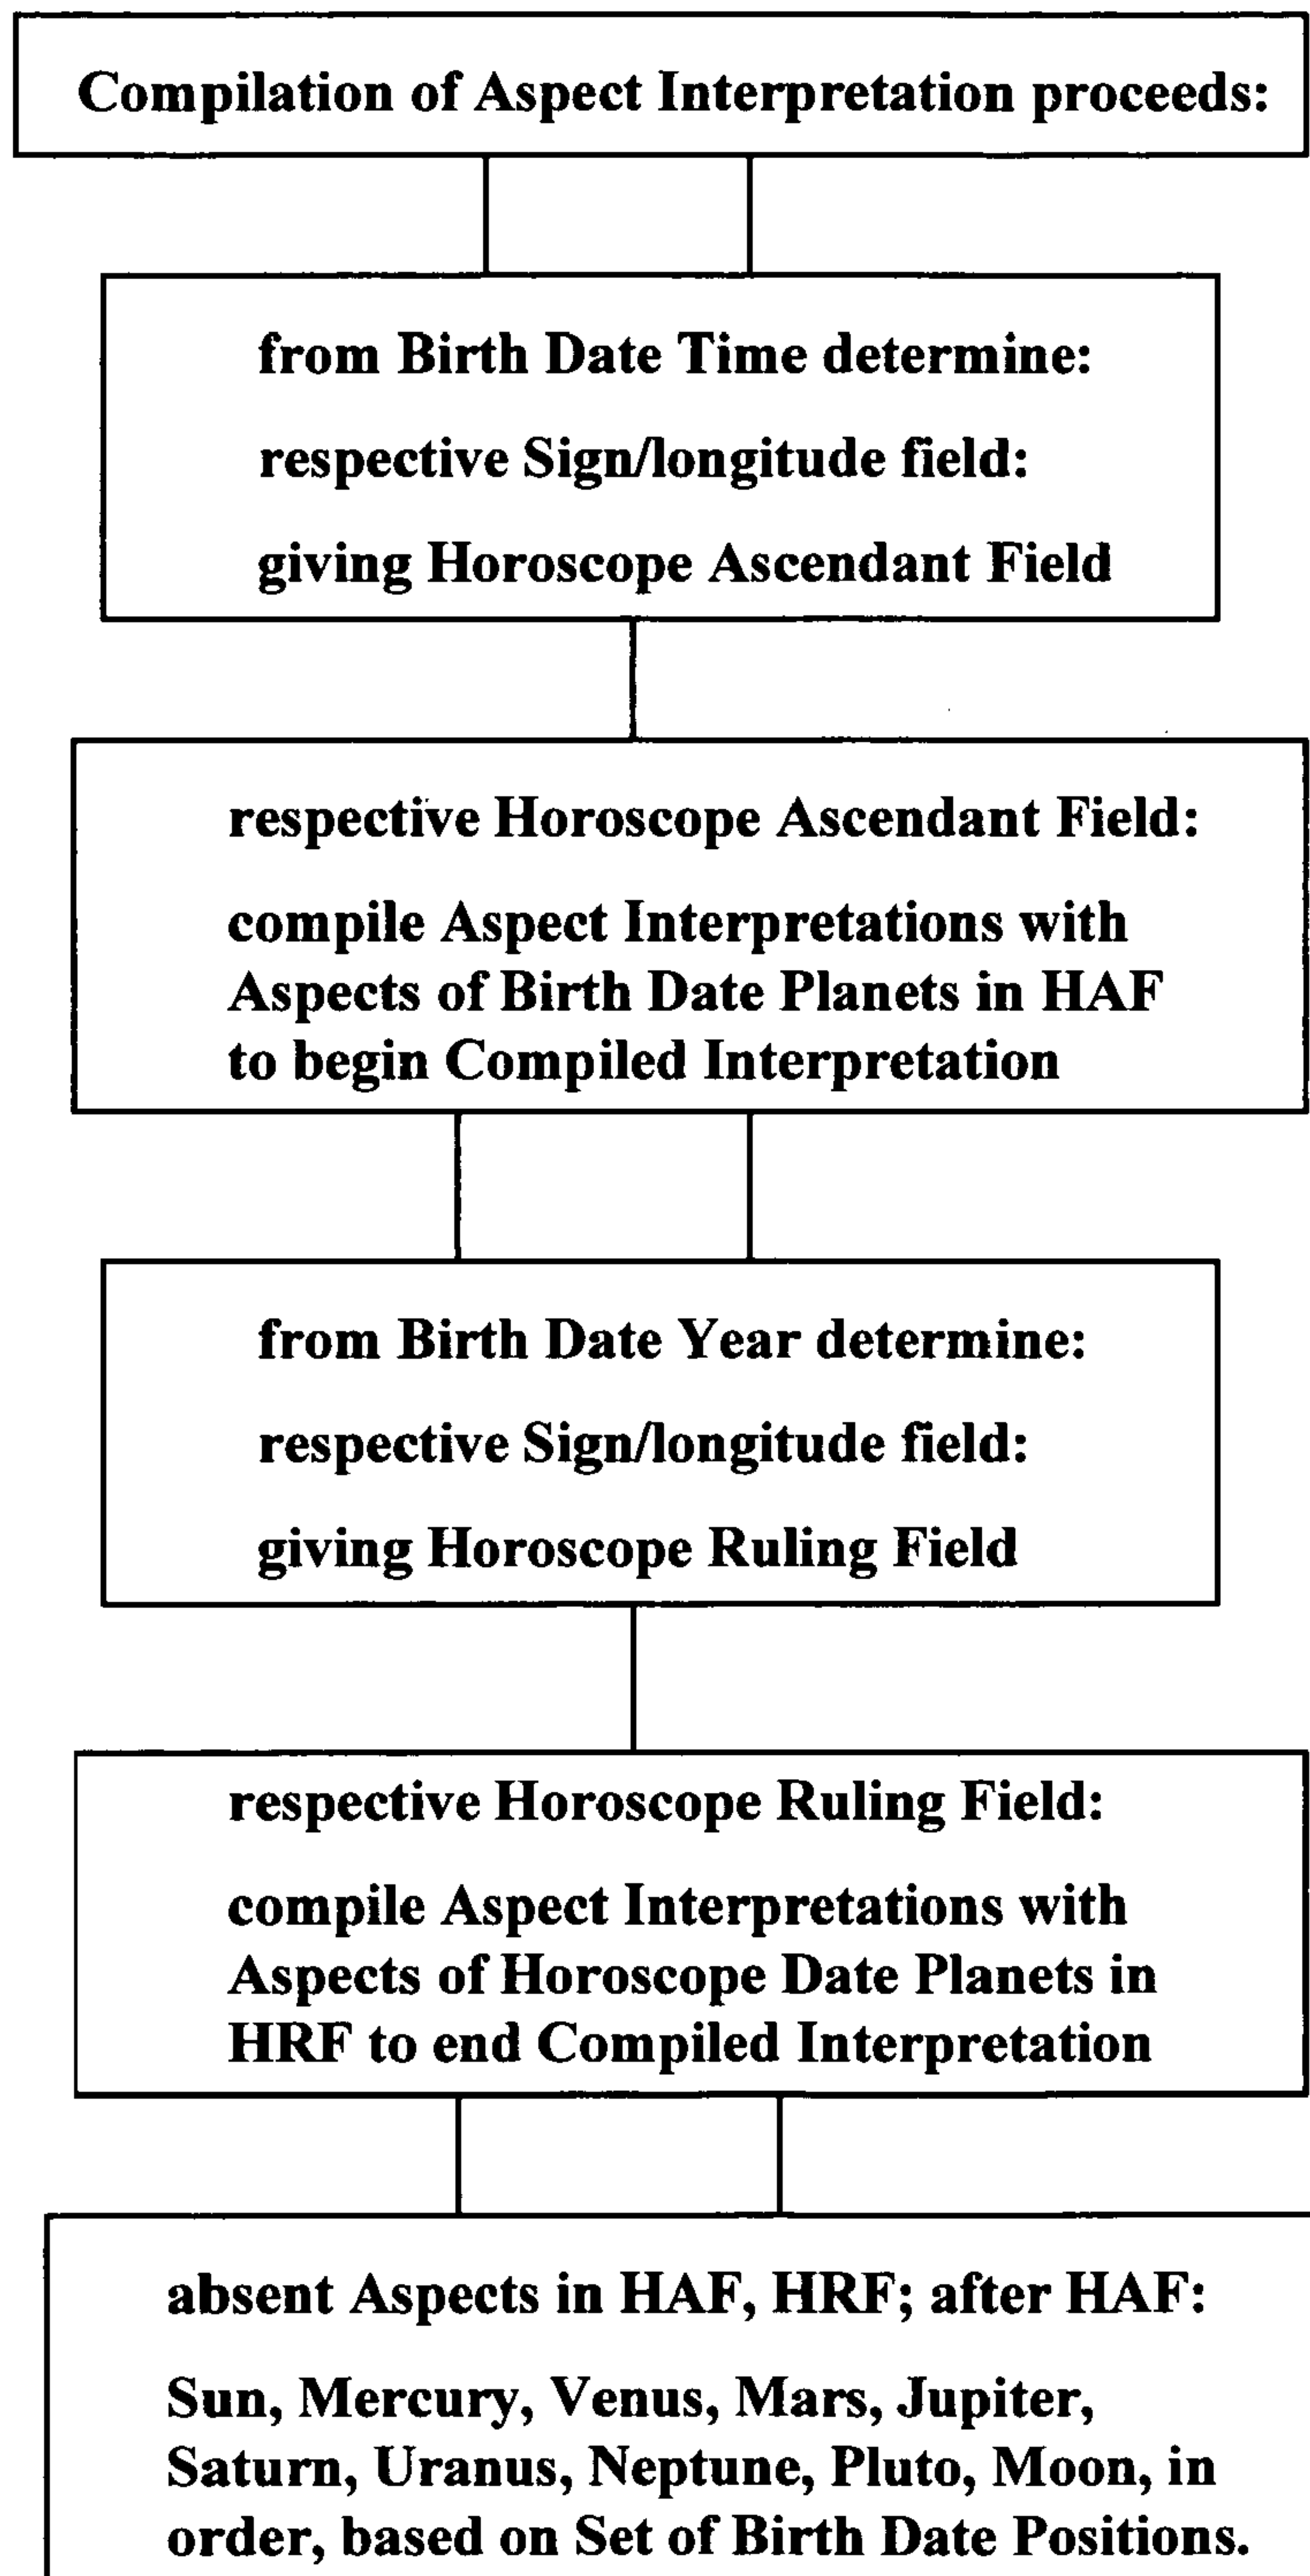 Compilation of Aspect Interpretation proceeds:
from Birth Date Time determine:
respective Sign/longitude field:
giving Horoscope Ascendant Field
respective Horoscope Ascendant Field:
compile Aspect Interpretations with
Aspects of Birth Date Planets in HAF
to begin Compiled Interpretation
from Birth Date Year determine:
respective Sign/longitude field:
giving Horoscope Ruling Field
respective Horoscope Ruling Field:
compile Aspect Interpretations with
Aspects of Horoscope Date Planets in
HRF to end Compiled Interpretation
absent Aspects in HAF, HRF; after HAF:
Sun, Mercury, Venus, Mars, Jupiter,
Saturn, Uranus, Neptune, Pluto, Moon, in
order, based on Set of Birth Date Positions.